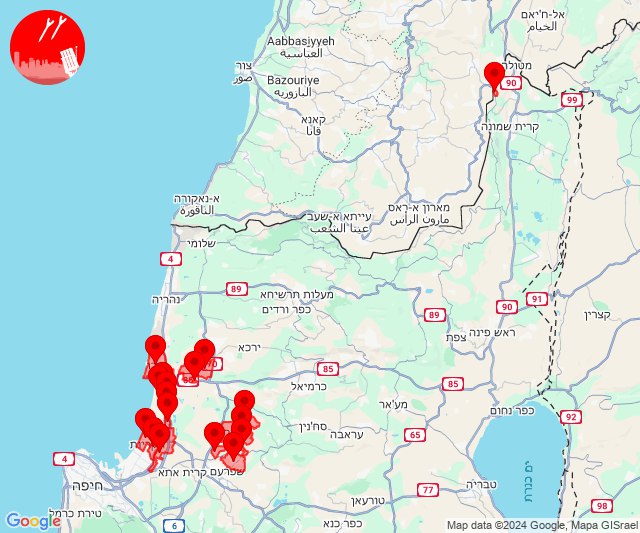 אל-ח'יאם
الخيام
Aabbasiyyeh
العباسية
מטולה
צור
صور
90
Bazouriye
البازورية
99
קאנא
قانا
קרית שמונה
א-נאקורה
الناقورة
עייתא א-שעב
عيتا الشعب
מארון א-ראס
مارون الرأس
שלומי
4
89
מעלות תרשיחא
נהריה
כפר ורדים
91
90
89
קצרין
ראש פינה
צפת
ירכא
70
85
85
85
כרמיאל
כפר נחום
מע'אר
92
סח'נין
עראבה
65
ים כנרת
4
שפרעם
קרית אתא
חיפה
טבריה
77
טורעאן
98
טירת כרמל
6
כפר כנא
Google
Map data ©2024 Google, Mapa GISrael